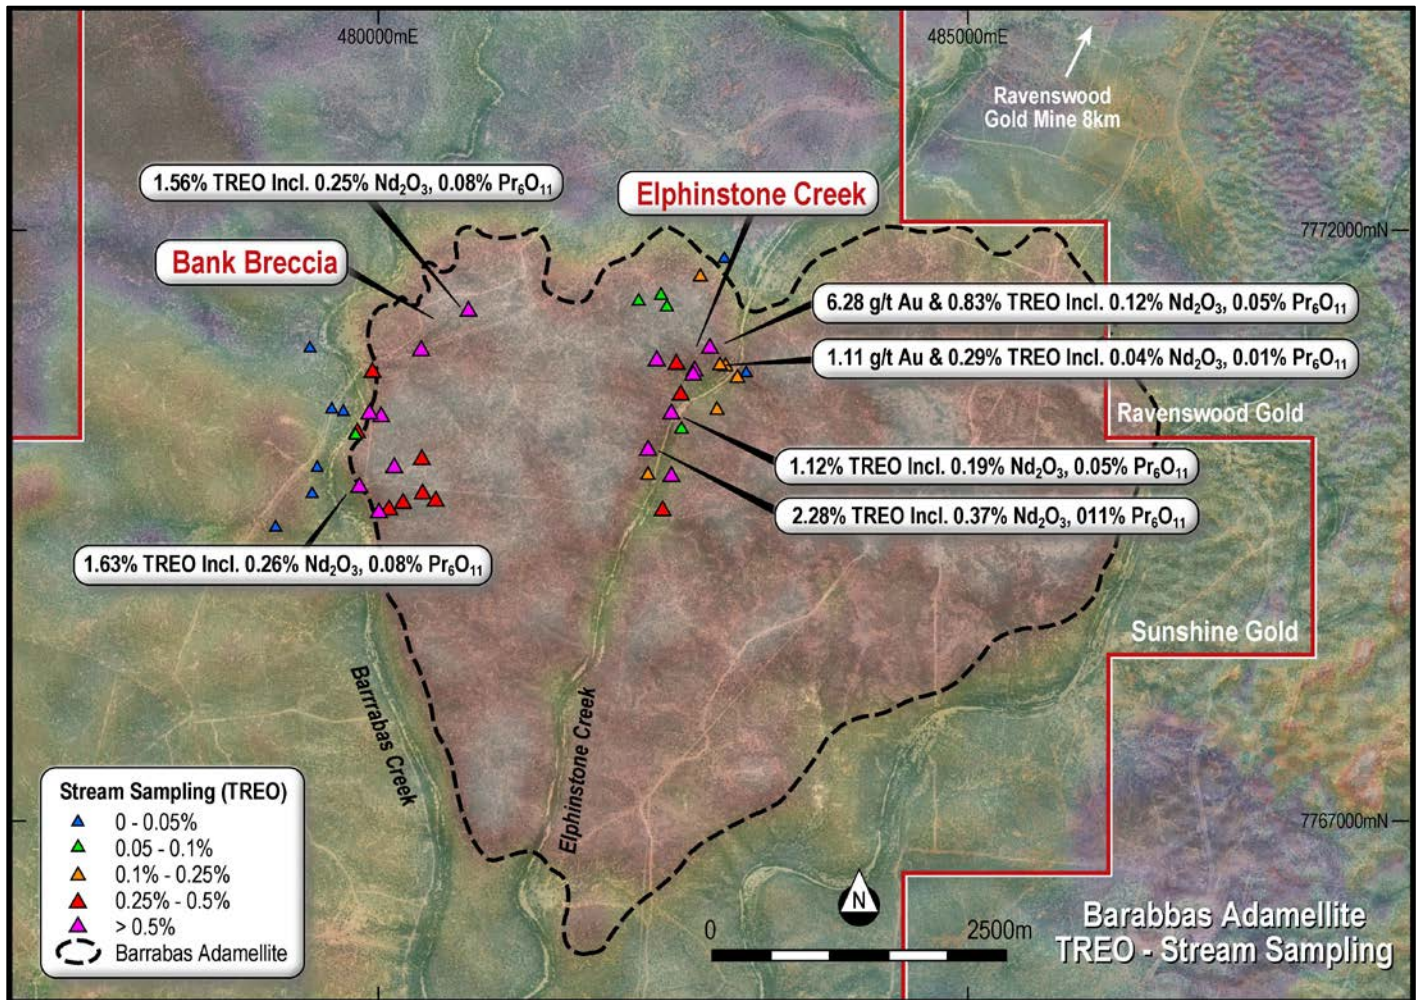 480000mE
485000mE
Ravenswood
Gold Mine 8km
1.56% TREO Incl. 0.25% Nd₂O₃, 0.08% Pr₆O₁₁
Elphinstone Creek
7772000mN
Bank Breccia
6.28 g/t Au & 0.83% TREO Incl. 0.12% Nd₂O₃, 0.05% Pr₆O₁₁
1.11 g/t Au & 0.29% TREO Incl. 0.04% Nd₂O₃, 0.01% Pr₆O₁₁
Ravenswood Gold
1.12% TREO Incl. 0.19% Nd₂O₃, 0.05% Pr₆O₁₁
2.28% TREO Incl. 0.37% Nd₂O₃, 011% Pr₆O₁₁
1.63% TREO Incl. 0.26% Nd₂O₃, 0.08% Pr₆O₁₁
Sunshine Gold
Barrrabas Creek
Elphinstone Creek
Stream Sampling (TREO)
0 - 0.05%
0.05 - 0.1%
0.1% - 0.25%
0.25% - 0.5%
> 0.5%
Barrabas Adamellite
7767000mN
N
0 2500m
Barabbas Adamellite
TREO - Stream Sampling